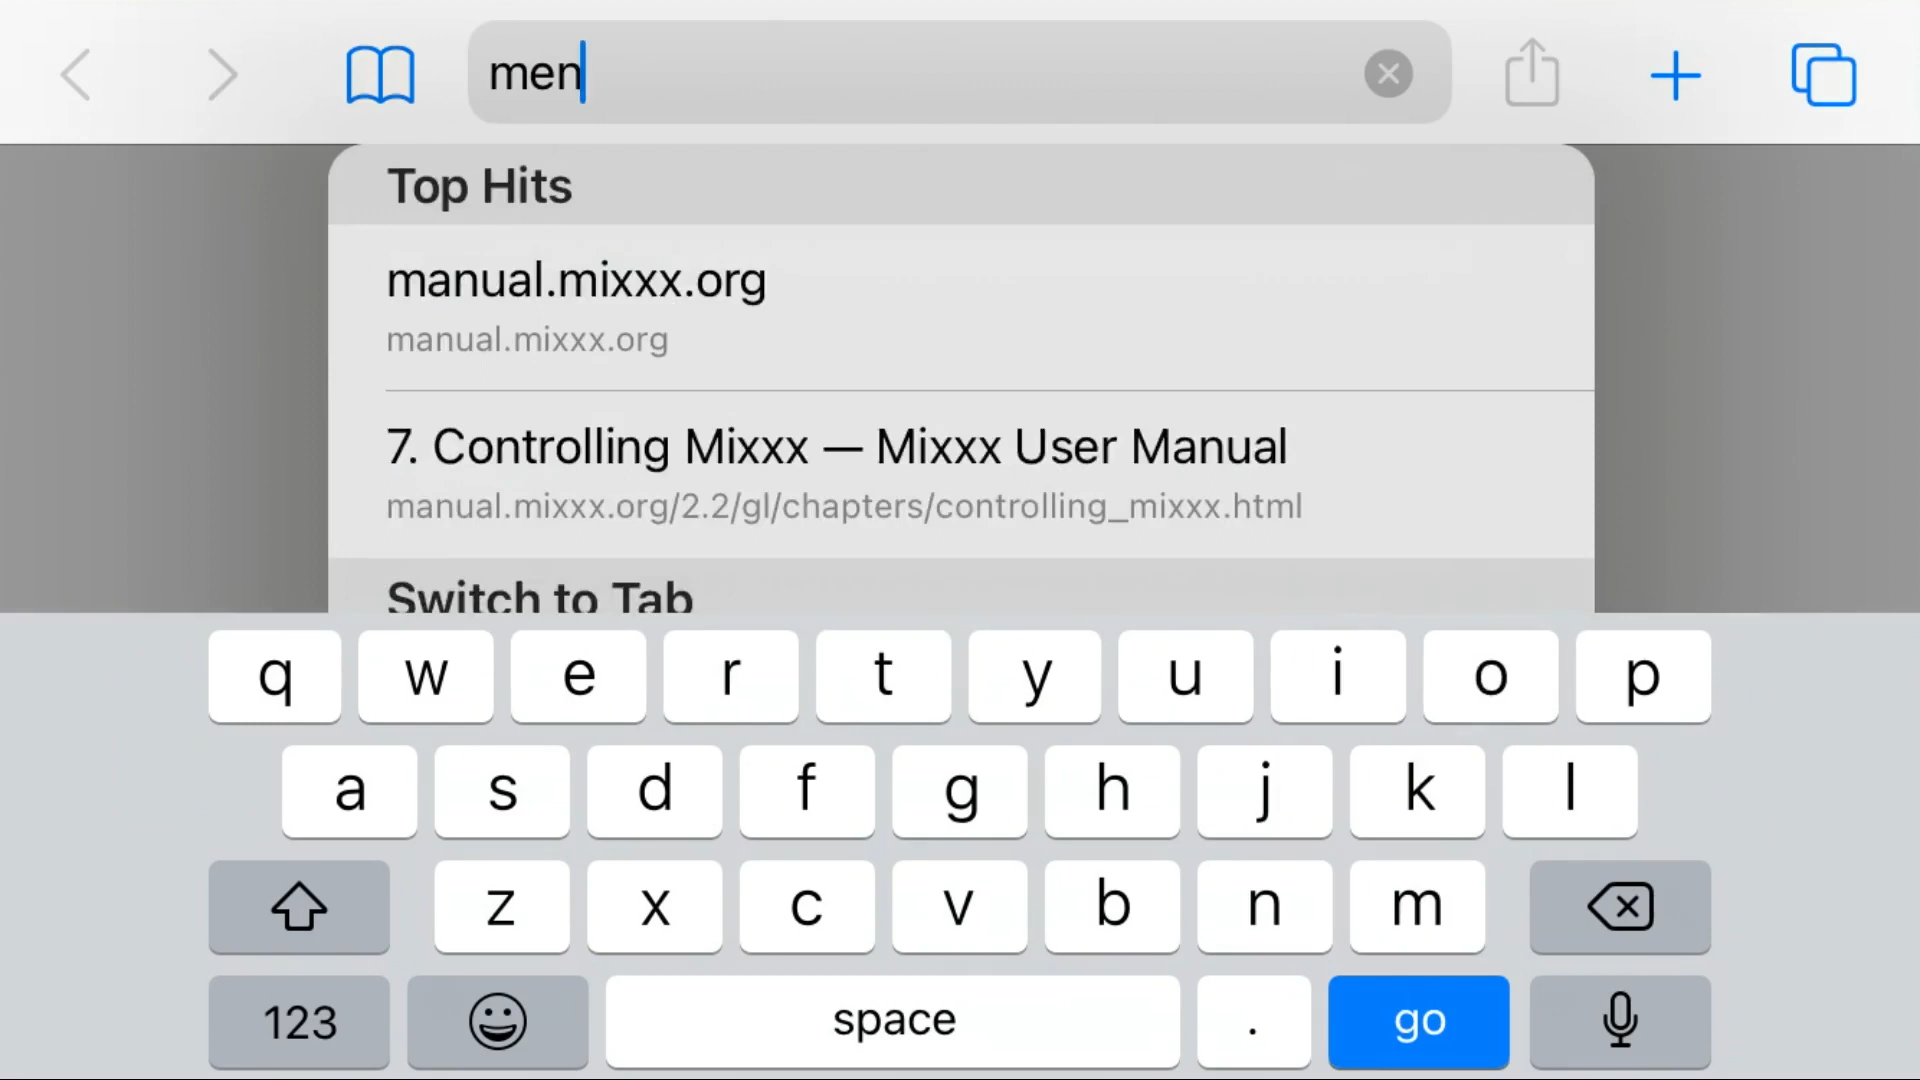 men
Top Hits
manual.mixxx.org
manual.mixxx.org
7. Controlling Mixxx — Mixxx User Manual
manual.mixxx.org/2.2/gl/chapters/controlling_mixxx.html
Switch to Tab
q w e r t y u i o p
a s d f g h j k l
z x c v b n m
123 space . go